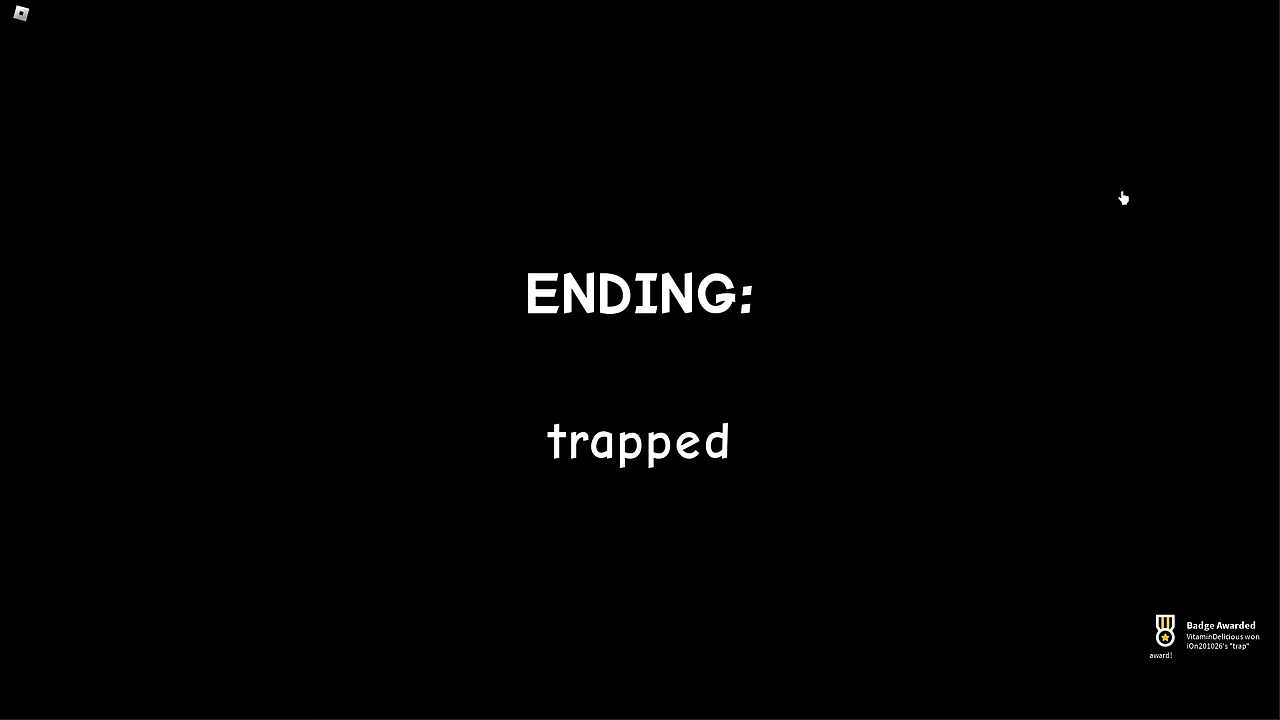 ENDING:
trapped
Badge Awarded
VitaminDelicious won
iOn201026's "trap"
award!